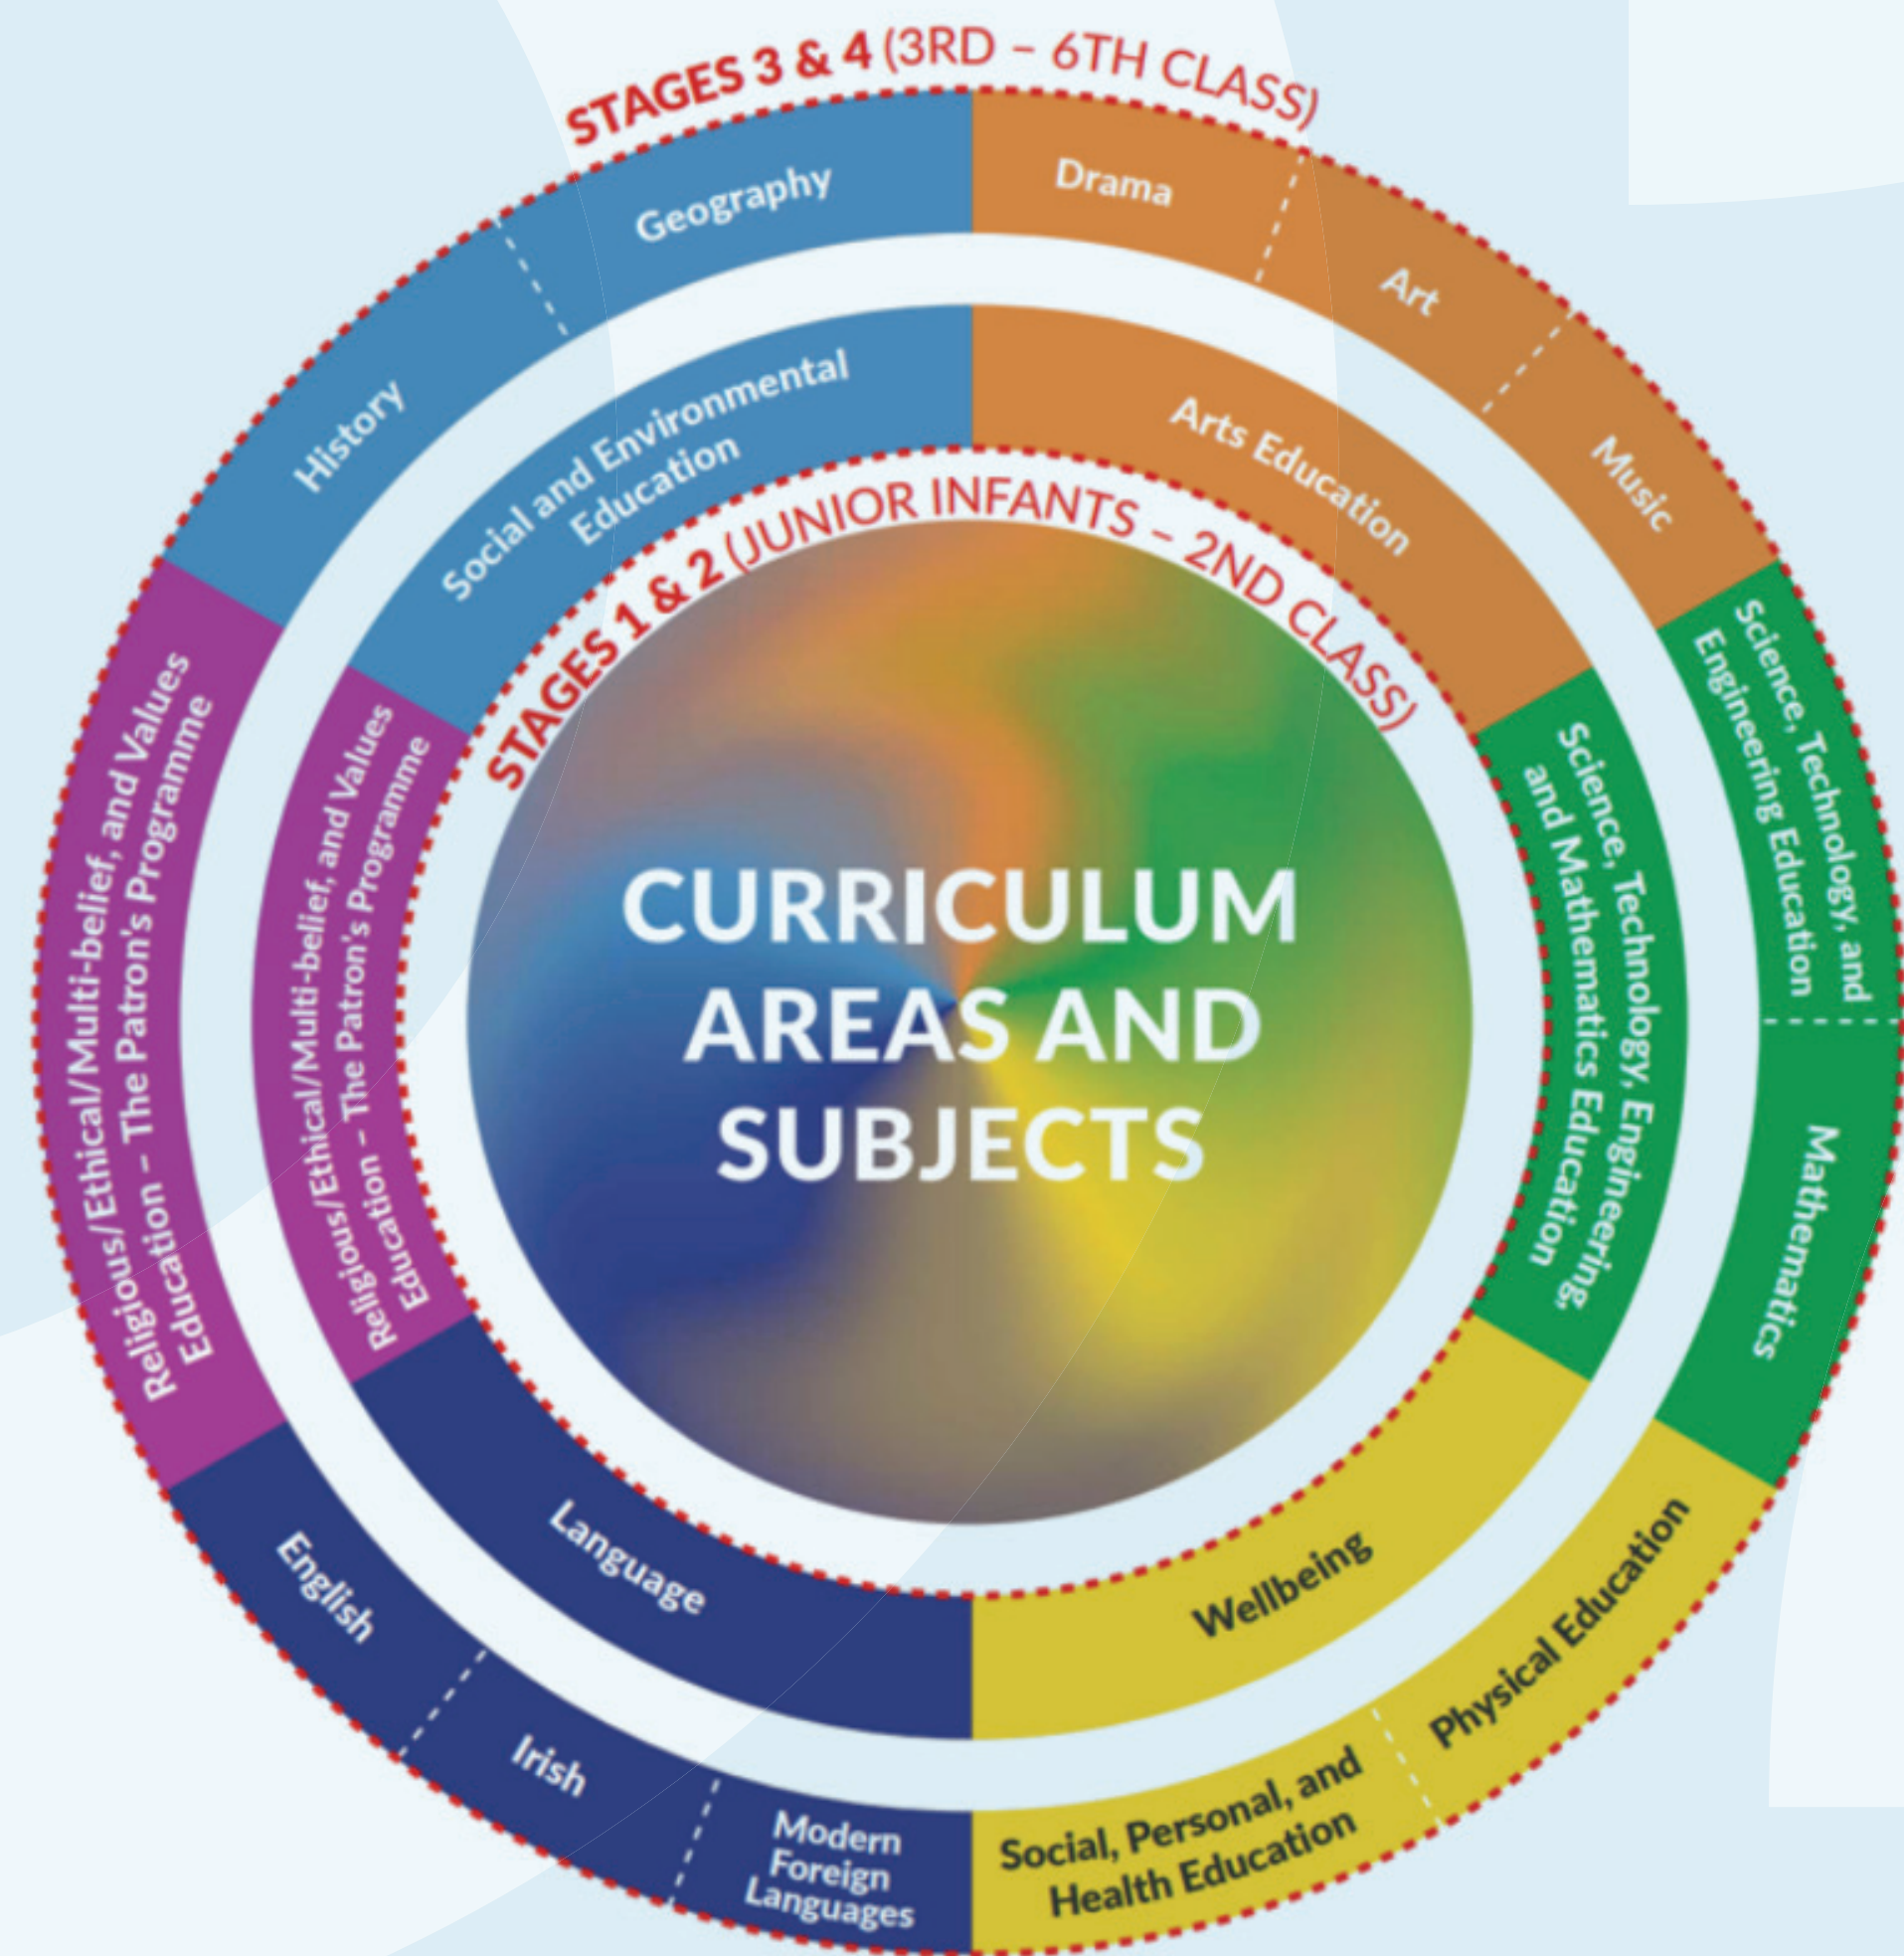 STAGES 3 & 4 (3RD – 6TH CLASS)
Geography
Drama
Art
Music
Science, Technology, and
Engineering Education
Mathematics
Physical Education
Social, Personal, and
Health Education
Modern
Foreign
Languages
Irish
English
Religious/Ethical/Multi-belief, and Values
Education – The Patron's Programme
History
Social and Environmental
Education
Arts Education
Science, Technology, Engineering,
and Mathematics Education
Wellbeing
Language
Religious/Ethical/Multi-belief, and Values
Education – The Patron's Programme
STAGES 1 & 2 (JUNIOR INFANTS – 2ND CLASS)
CURRICULUM
AREAS AND
SUBJECTS